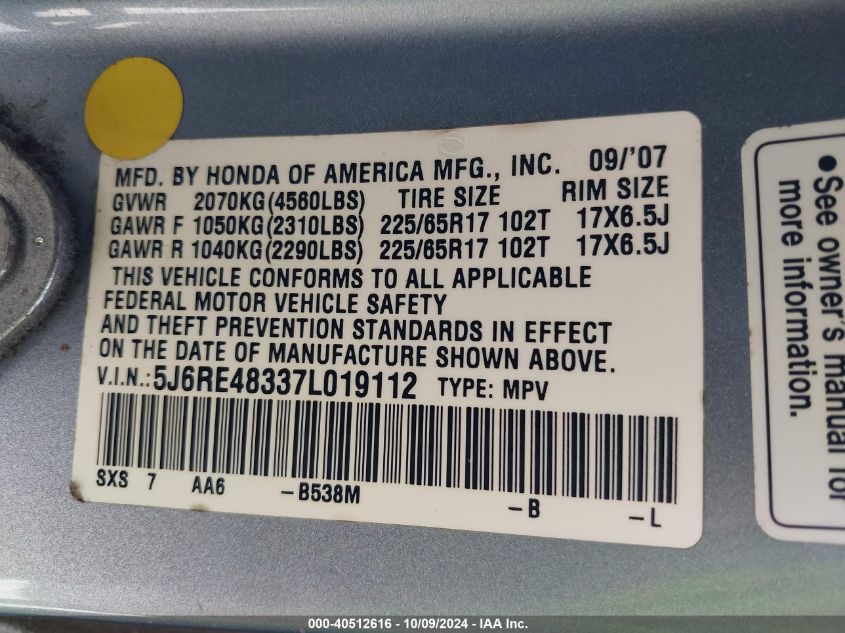 MFD. BY HONDA OF AMERICA MFG., INC. 09/'07
GVWR 2070KG(4560LBS) TIRE SIZE RIM SIZE
GAWR F 1050KG(2310LBS) 225/65R17 102T 17X6.5J
GAWR R 1040KG(2290LBS) 225/65R17 102T 17X6.5J
THIS VEHICLE CONFORMS TO ALL APPLICABLE
FEDERAL MOTOR VEHICLE SAFETY
AND THEFT PREVENTION STANDARDS IN EFFECT
ON THE DATE OF MANUFACTURE SHOWN ABOVE.
V.I.N.: 5J6RE48337L019112 TYPE: MPV
SXS 7 AA6 -B538M -B -L
●See owner's manual for
more information.
000-40512616 - 10/09/2024 - IAA Inc.